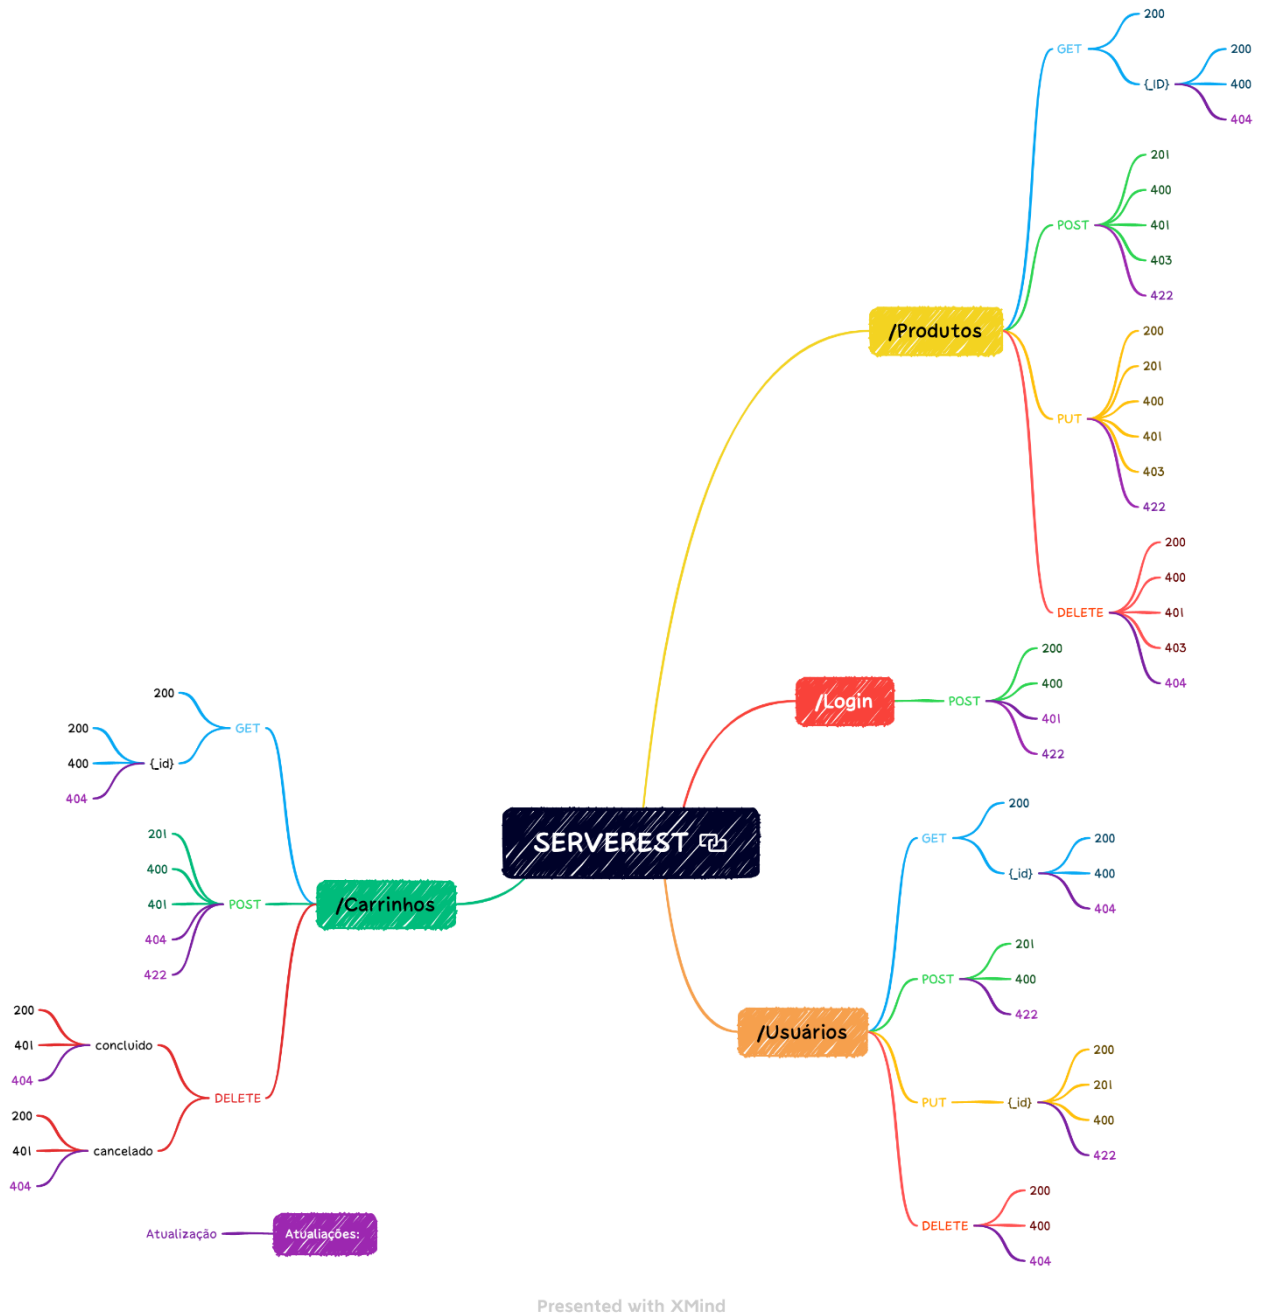 SERVEREST
/Produtos
GET
200
{_ID}
200
400
404
POST
201
400
401
403
422
PUT
200
201
400
401
403
422
DELETE
200
400
401
403
404
/Login
POST
200
400
401
422
/Usuários
GET
200
{_id}
200
400
404
POST
201
400
422
PUT
{_id}
200
201
400
422
DELETE
200
400
404
/Carrinhos
GET
200
{_id}
200
400
404
POST
201
400
401
404
422
DELETE
concluido
200
401
404
cancelado
200
401
404
Atualiações:
Atualização
Presented with XMind